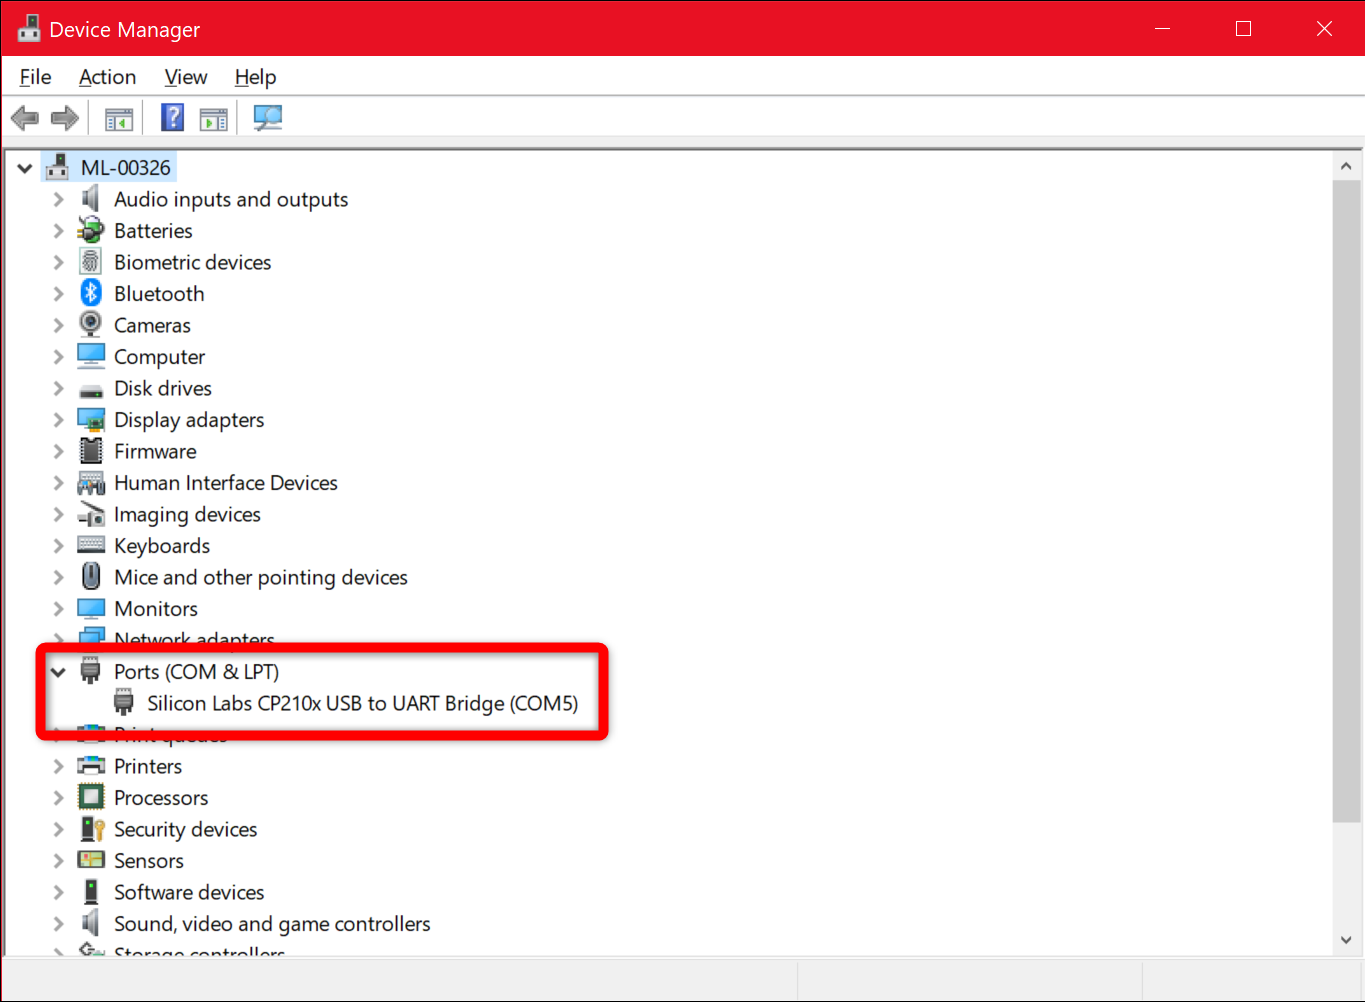 Device Manager
File Action View Help
ML-00326
Audio inputs and outputs
Batteries
Biometric devices
Bluetooth
Cameras
Computer
Disk drives
Display adapters
Firmware
Human Interface Devices
Imaging devices
Keyboards
Mice and other pointing devices
Monitors
Network adapters
Ports (COM & LPT)
Silicon Labs CP210x USB to UART Bridge (COM5)
Print queues
Printers
Processors
Security devices
Sensors
Software devices
Sound, video and game controllers
Storage controllers